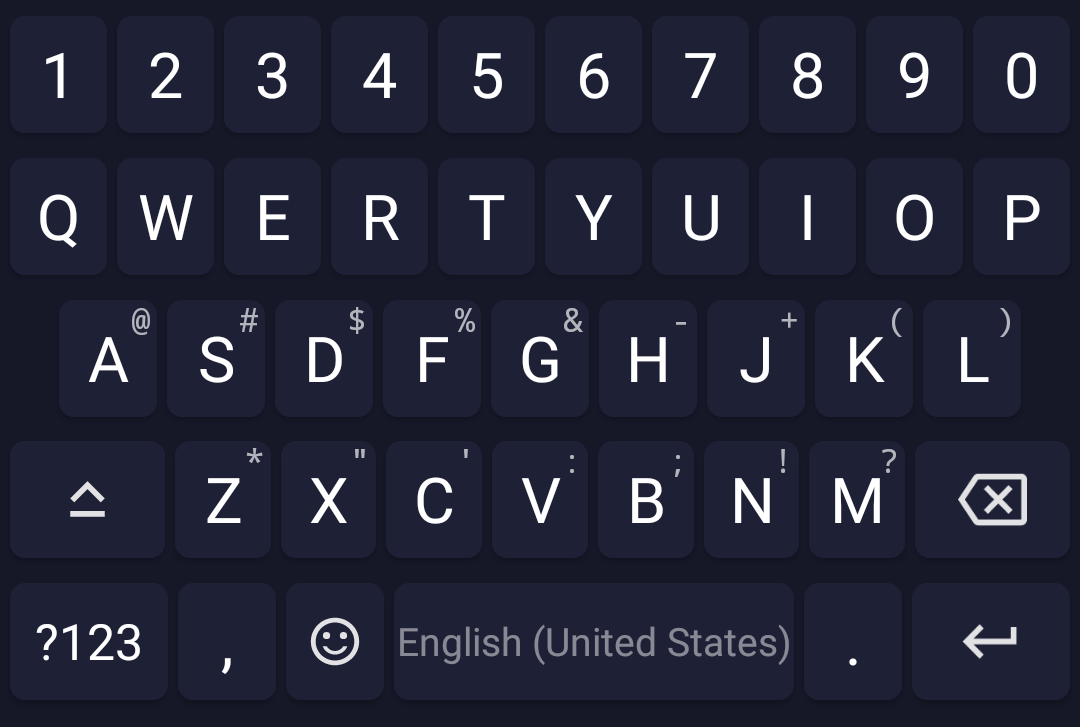 1 2 3 4 5 6 7 8 9 0
Q W E R T Y U I O P
@ # $ % & - + ( )
A S D F G H J K L
* " ' : ; ! ?
Z X C V B N M
?123 , English (United States) .